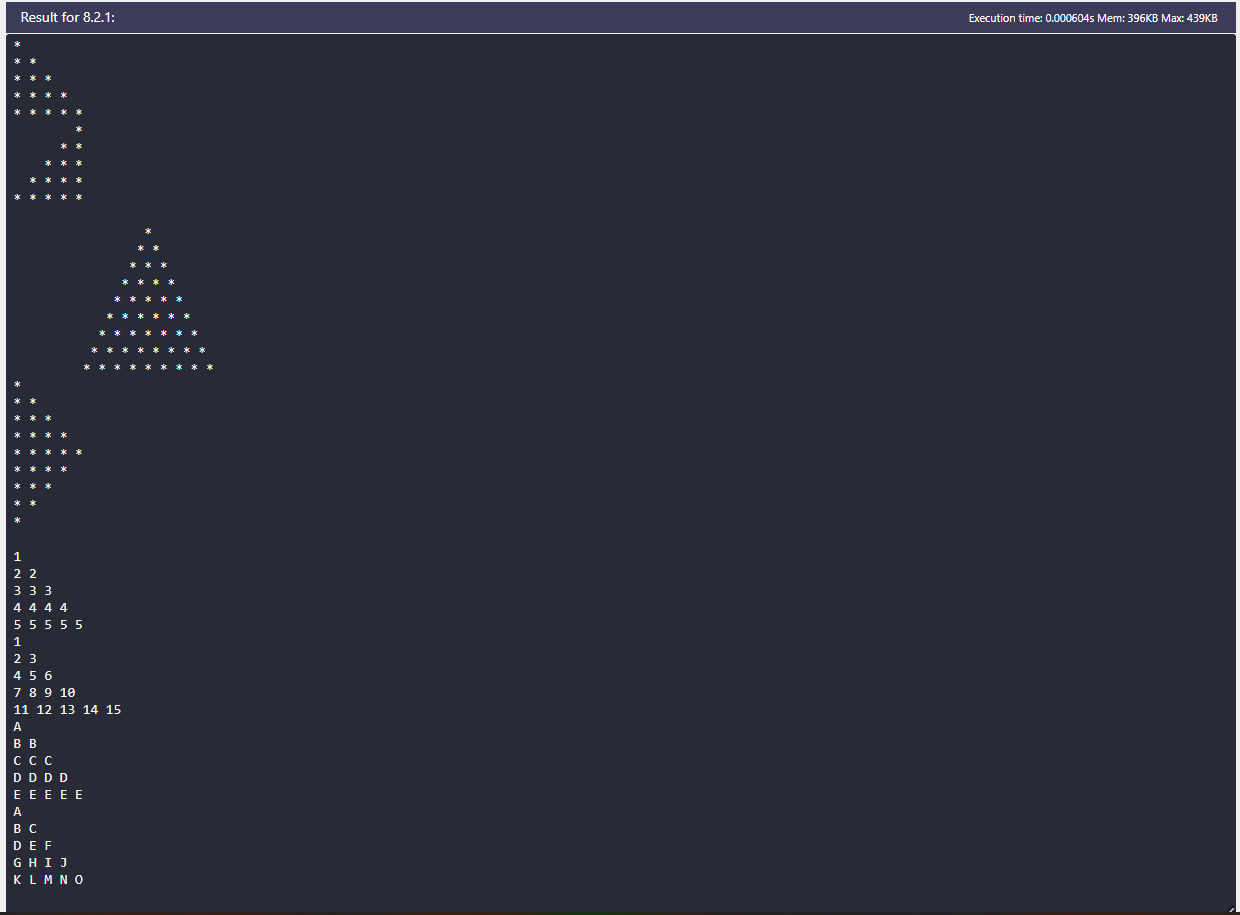 Result for 8.2.1:
Execution time: 0.000604s Mem: 396KB Max: 439KB
*
* *
* * *
* * * *
* * * * *
        *
      * *
    * * *
  * * * *
* * * * *

                 *
                * *
               * * *
              * * * *
             * * * * *
            * * * * * *
           * * * * * * *
          * * * * * * * *
         * * * * * * * * *
*
* *
* * *
* * * *
* * * * *
* * * *
* * *
* *
*

1
2 2
3 3 3
4 4 4 4
5 5 5 5 5
1
2 3
4 5 6
7 8 9 10
11 12 13 14 15
A
B B
C C C
D D D D
E E E E E
A
B C
D E F
G H I J
K L M N O